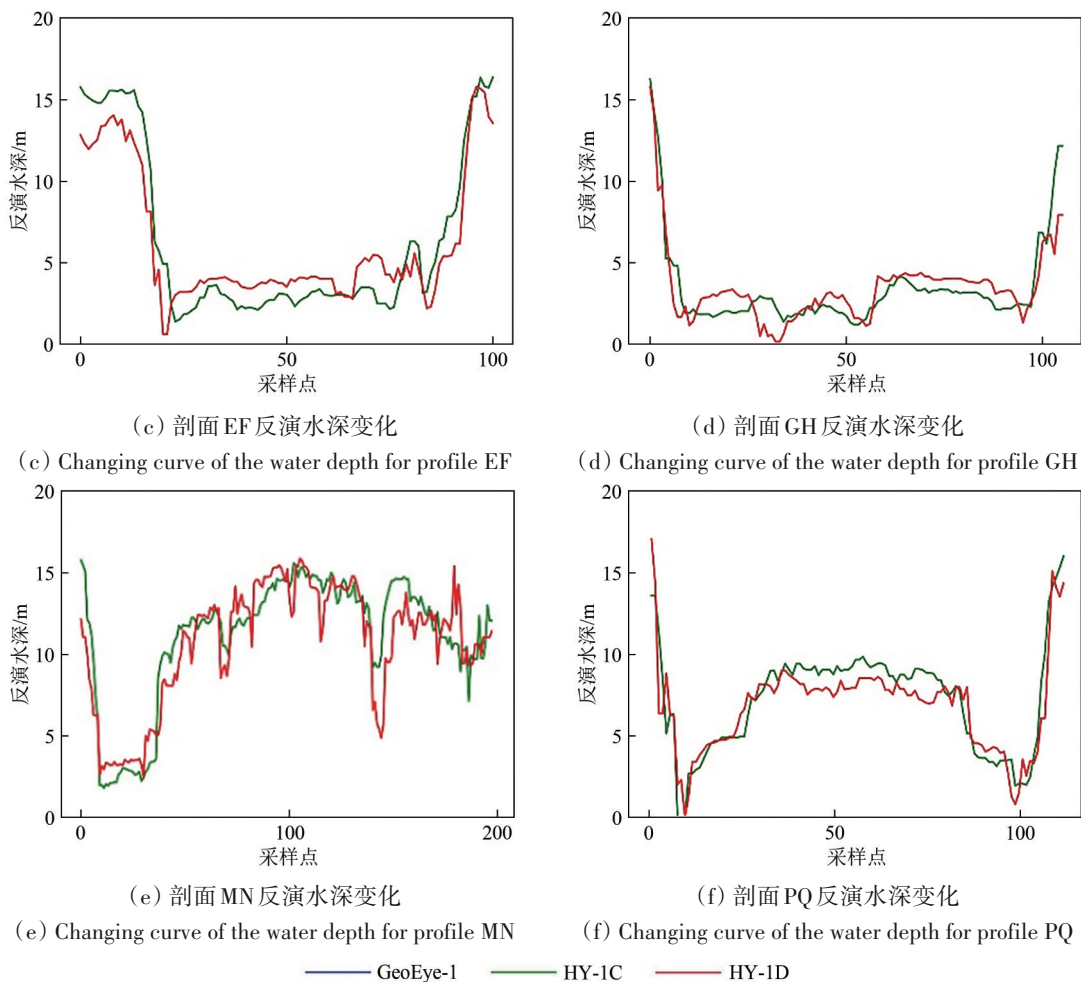 20
15
10
5
0
反演水深/m
0
50
100
采样点
(c)剖面EF反演水深变化
(c) Changing curve of the water depth for profile EF
20
15
10
5
0
反演水深/m
0
50
100
采样点
(d)剖面GH反演水深变化
(d) Changing curve of the water depth for profile GH
20
15
10
5
0
反演水深/m
0
100
200
采样点
(e)剖面MN反演水深变化
(e) Changing curve of the water depth for profile MN
20
15
10
5
0
反演水深/m
0
50
100
采样点
(f)剖面PQ反演水深变化
(f) Changing curve of the water depth for profile PQ
GeoEye-1 HY-1C HY-1D